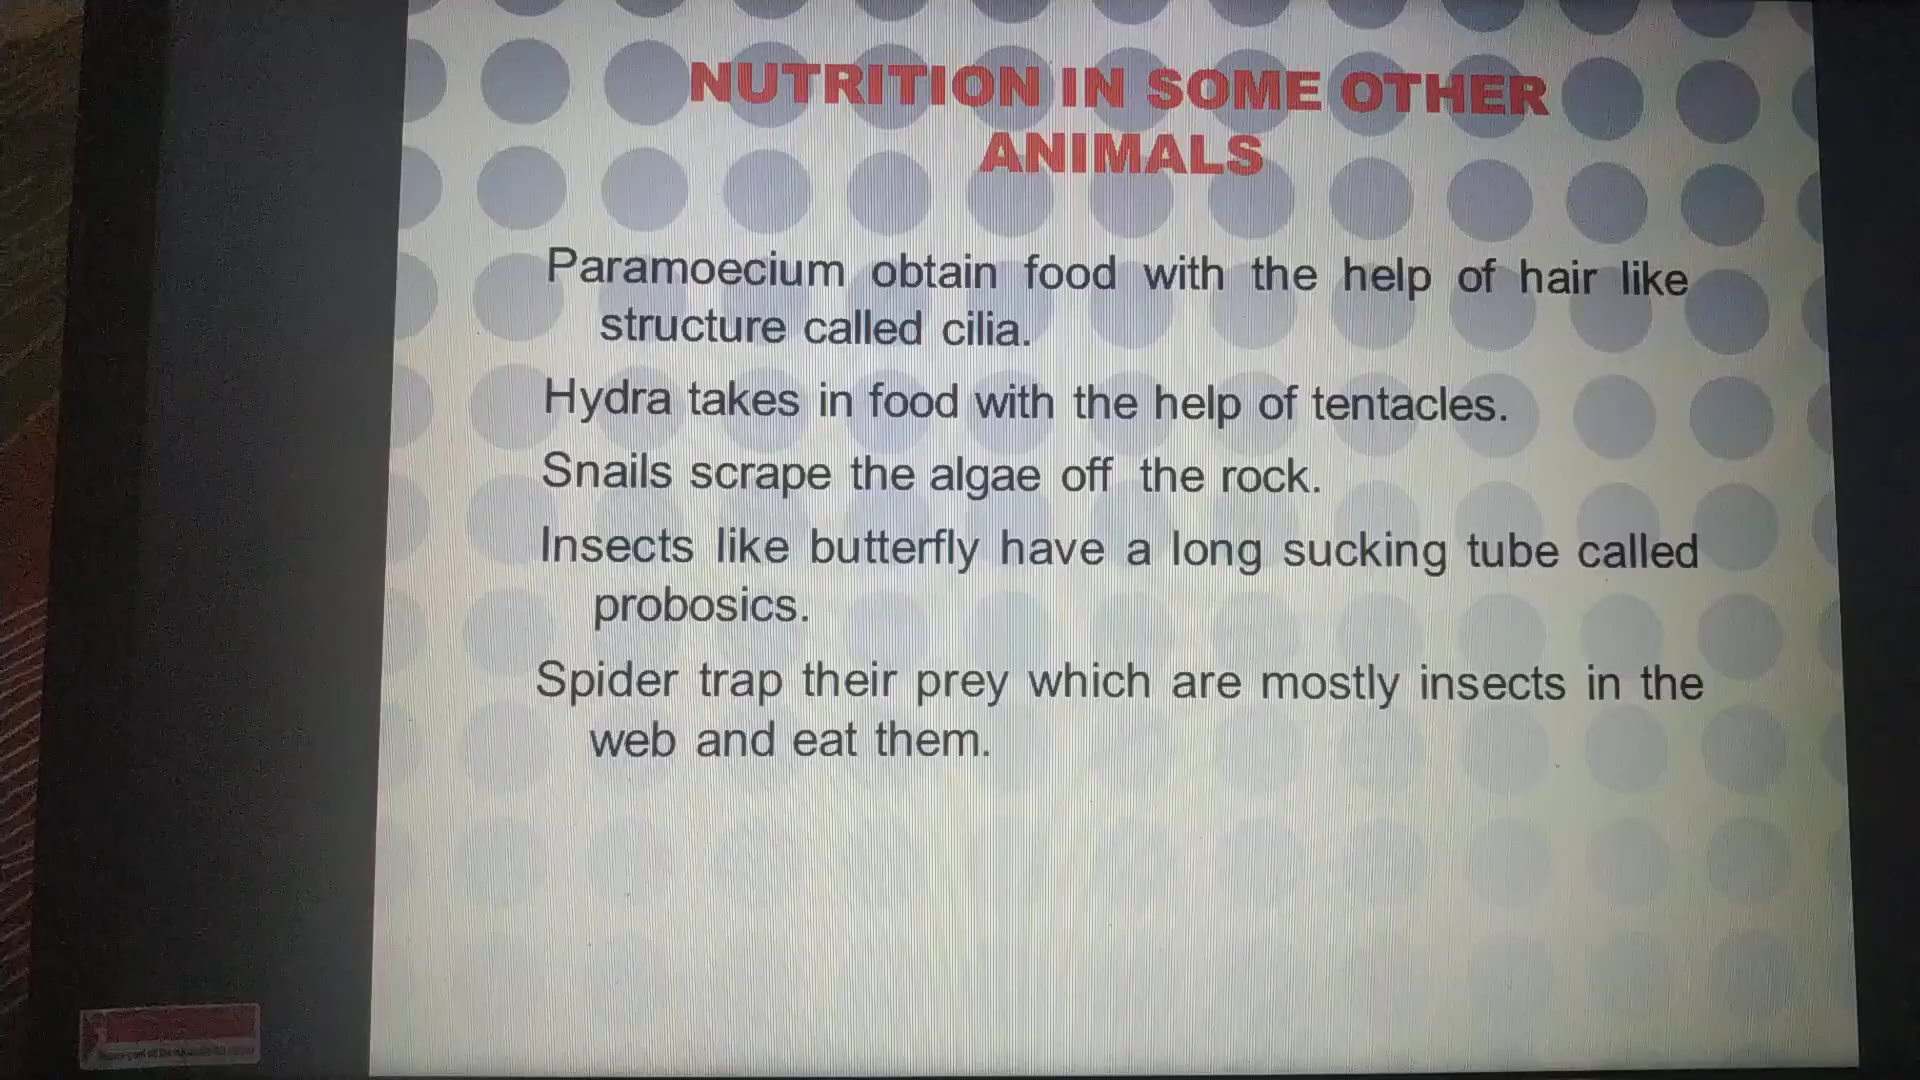 NUTRITION IN SOME OTHER
ANIMALS
Paramoecium obtain food with the help of hair like
structure called cilia.
Hydra takes in food with the help of tentacles.
Snails scrape the algae off the rock.
Insects like butterfly have a long sucking tube called
probosics.
Spider trap their prey which are mostly insects in the
web and eat them.